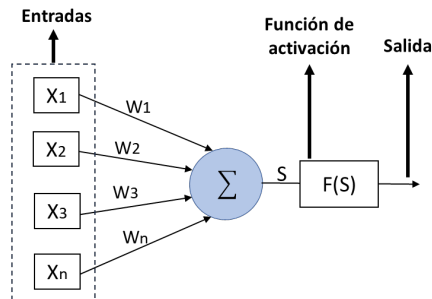 Entradas
Función de
activación
Salida
X1
W1
X2
W2
X3
W3
Xn
Wn
Σ
S
F(S)